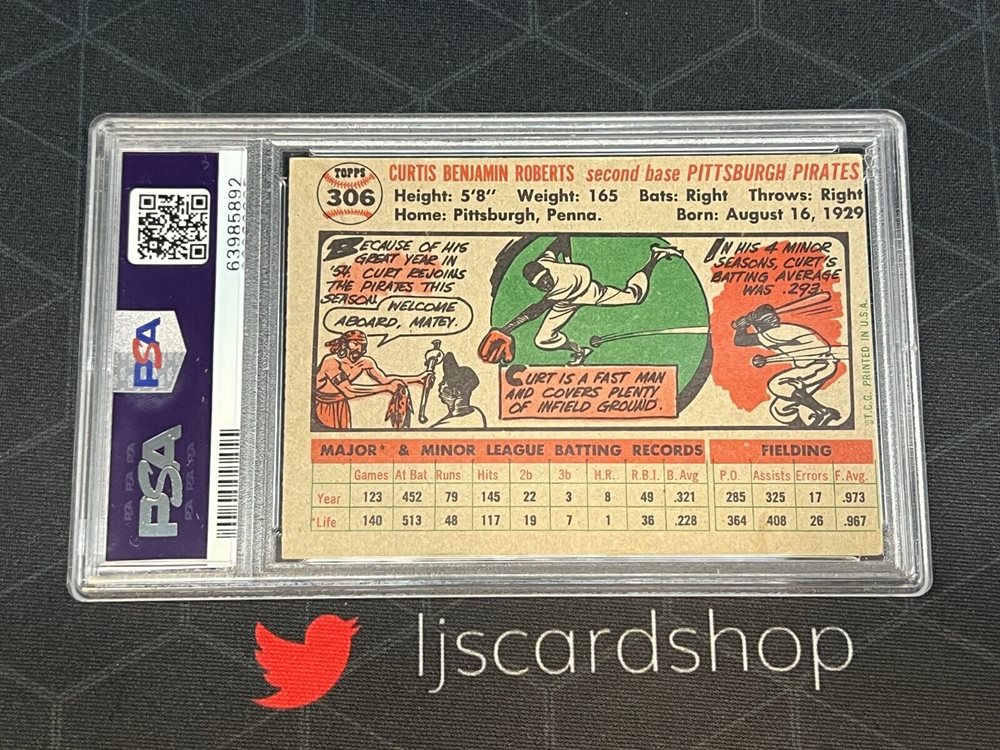 63985892
PSA
PSA
TOPPS
306
CURTIS BENJAMIN ROBERTS second base PITTSBURGH PIRATES
Height: 5'8" Weight: 165 Bats: Right Throws: Right
Home: Pittsburgh, Penna. Born: August 16, 1929
BECAUSE OF HIS
GREAT YEAR IN
'54, CURT REJOINS
THE PIRATES THIS
SEASON.
WELCOME
ABOARD, MATEY.
CURT IS A FAST MAN
AND COVERS PLENTY
OF INFIELD GROUND.
IN HIS 4 MINOR
SEASONS, CURT'S
BATTING AVERAGE
WAS .293.
©T.C.G. PRINTED IN U.S.A.
MAJOR* & MINOR LEAGUE BATTING RECORDS FIELDING
Games At Bat Runs Hits 2b 3b H.R. R.B.I. B. Avg P.O. Assists Errors F. Avg.
Year 123 452 79 145 22 3 8 49 .321 285 325 17 .973
*Life 140 513 48 117 19 7 1 36 .228 364 408 26 .967
ljscardshop